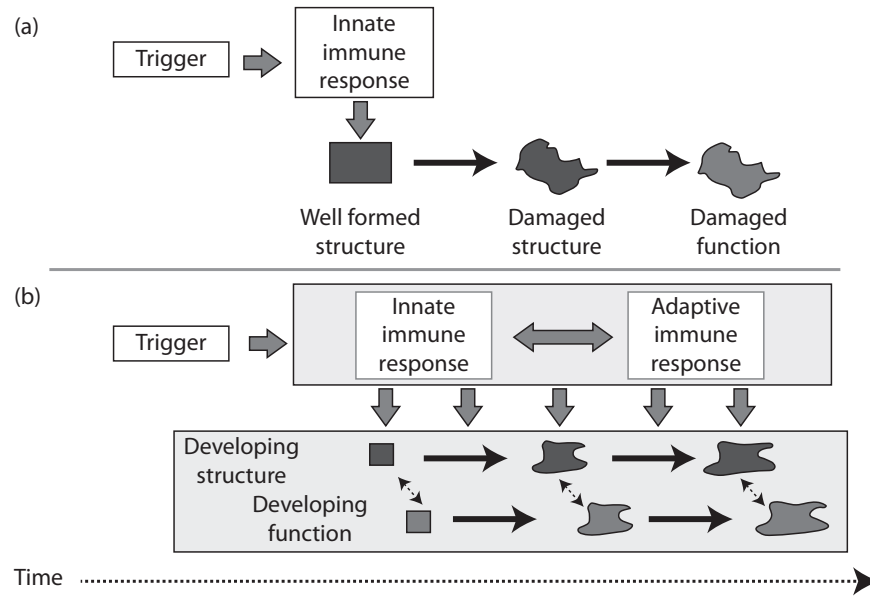 (a)
Trigger
Innate
immune
response
Well formed
structure
Damaged
structure
Damaged
function
(b)
Trigger
Innate
immune
response
Adaptive
immune
response
Developing
structure
Developing
function
Time